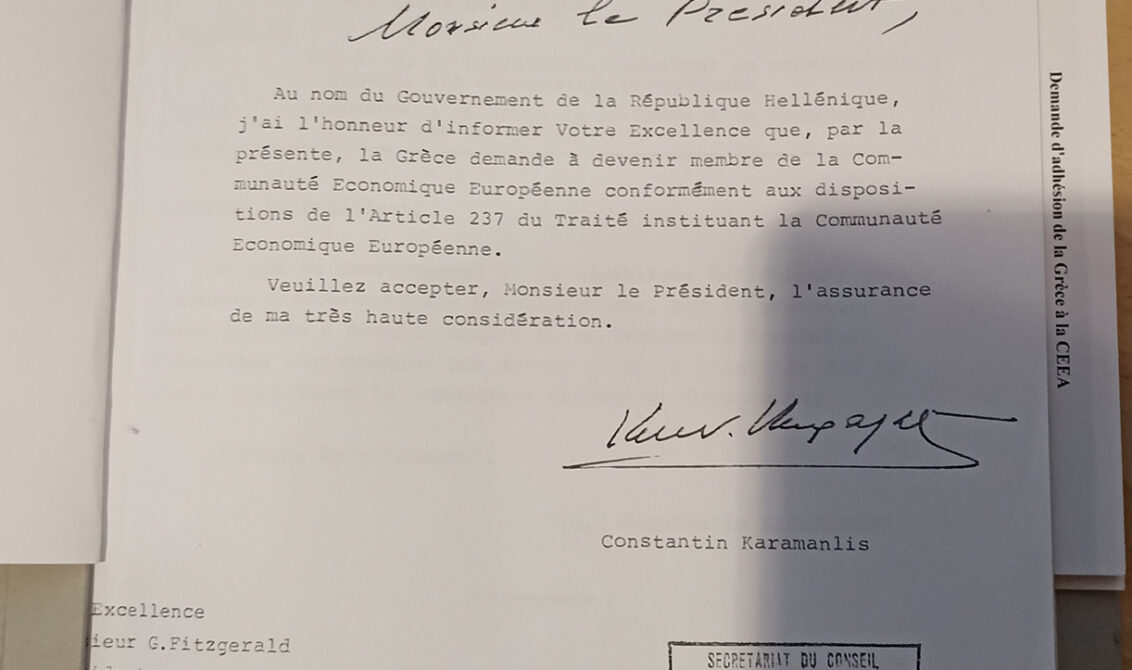 Monsieur le Président,
Au nom du Gouvernement de la République Hellénique,
j'ai l'honneur d'informer Votre Excellence que, par la
présente, la Grèce demande à devenir membre de la Com-
munauté Economique Européenne conformément aux disposi-
tions de l'Article 237 du Traité instituant la Communauté
Economique Européenne.
Veuillez accepter, Monsieur le Président, l'assurance
de ma très haute considération.
Constantin Karamanlis
Excellence
ieur G.Fitzgerald
SECRETARIAT DU CONSEIL
Demande d'adhésion de la Grèce à la CEEA